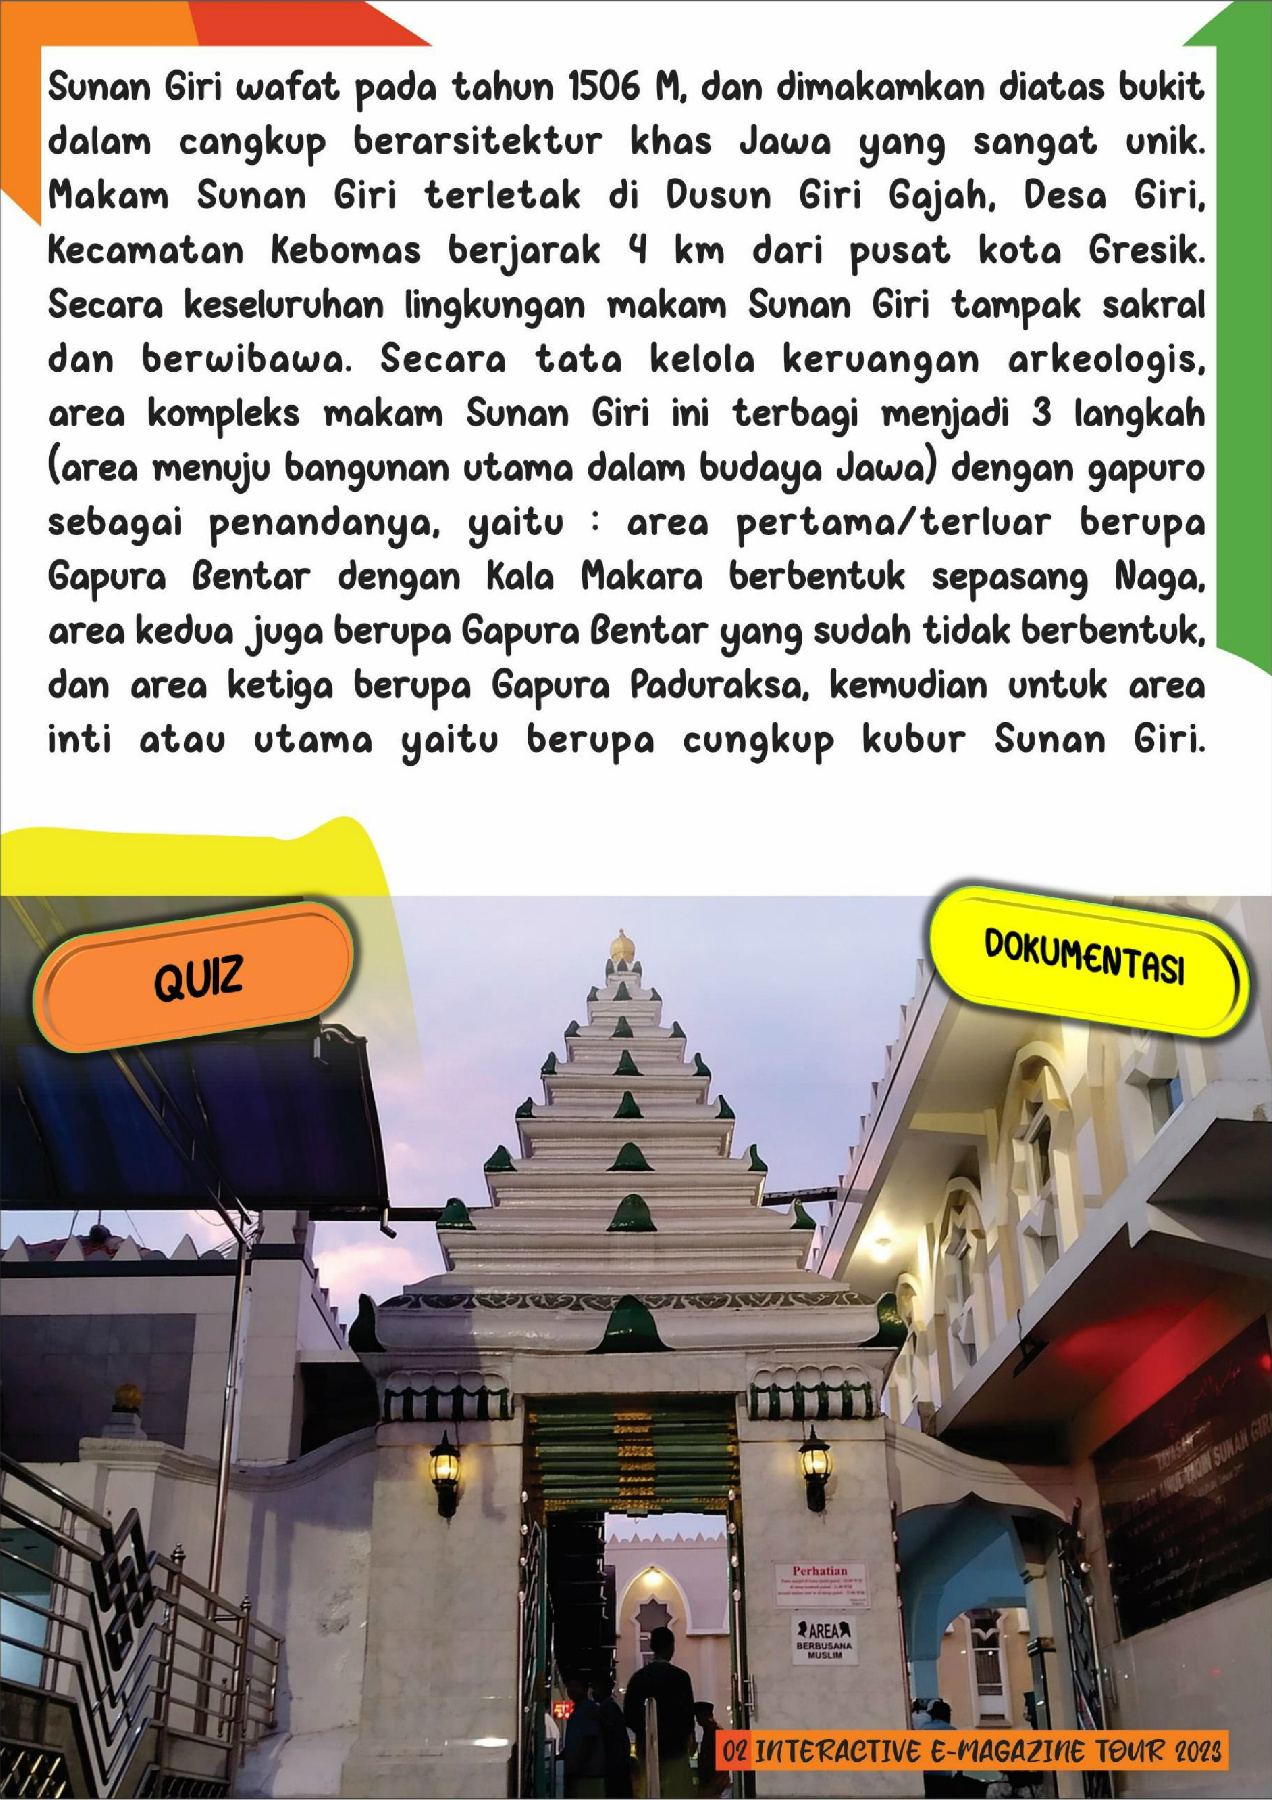 Sunan Giri wafat pada tahun 1506 M, dan dimakamkan diatas bukit
dalam cangkup berarsitektur khas Jawa yang sangat unik.
Makam Sunan Giri terletak di Dusun Giri Gajah, Desa Giri,
Kecamatan Kebomas berjarak 4 km dari pusat kota Gresik.
Secara keseluruhan lingkungan makam Sunan Giri tampak sakral
dan berwibawa. Secara tata kelola keruangan arkeologis,
area kompleks makam Sunan Giri ini terbagi menjadi 3 langkah
(area menuju bangunan utama dalam budaya Jawa) dengan gapuro
sebagai penandanya, yaitu : area pertama/terluar berupa
Gapura Bentar dengan Kala Makara berbentuk sepasang Naga,
area kedua juga berupa Gapura Bentar yang sudah tidak berbentuk,
dan area ketiga berupa Gapura Paduraksa, kemudian untuk area
inti atau utama yaitu berupa cungkup kubur Sunan Giri.
QUIZ
DOKUMENTASI
YAYASAN
SUNAN GIRI
Perhatian
AREA
BERBUSANA
MUSLIM
02 INTERACTIVE E-MAGAZINE TOUR 2023